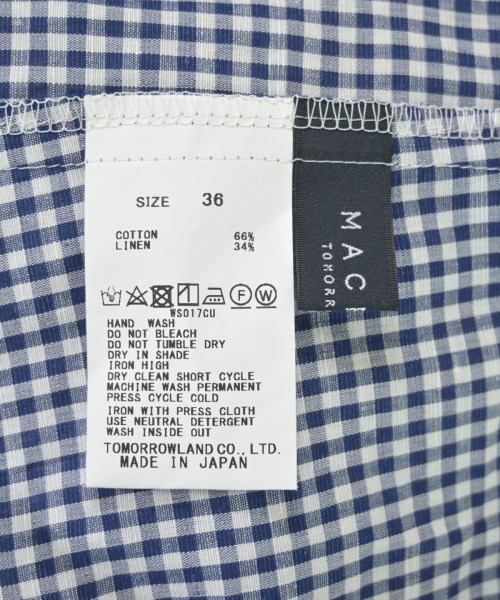 SIZE 36
COTTON 66%
LINEN 34%
F W
WS017CU
HAND WASH
DO NOT BLEACH
DO NOT TUMBLE DRY
DRY IN SHADE
IRON HIGH
DRY CLEAN SHORT CYCLE
MACHINE WASH PERMANENT
PRESS CYCLE COLD
IRON WITH PRESS CLOTH
USE NEUTRAL DETERGENT
WASH INSIDE OUT
TOMORROWLAND CO., LTD.
MADE IN JAPAN
MAC
TOMORR